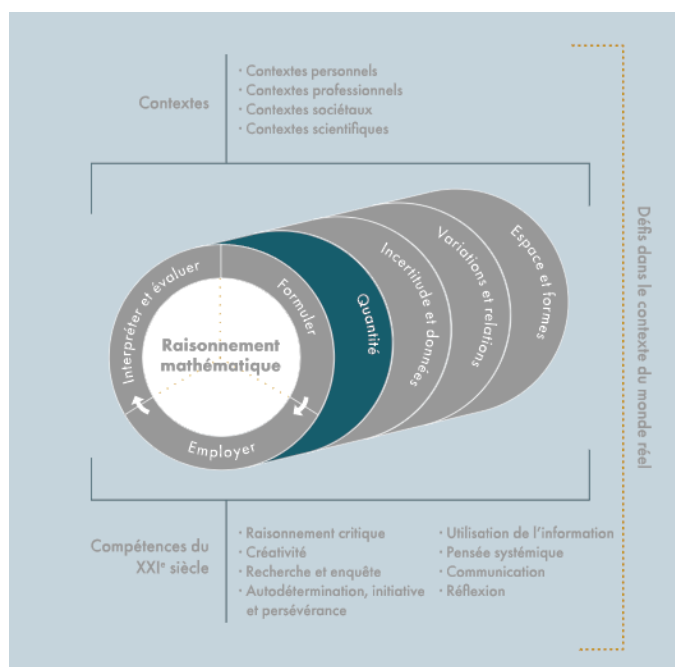 Contextes
· Contextes personnels
· Contextes professionnels
· Contextes sociétaux
· Contextes scientifiques
Défis dans le contexte du monde réel
Interpréter et évaluer
Formuler
Employer
Raisonnement
mathématique
Quantité
Incertitude et données
Variations et relations
Espace et formes
Compétences du
XXIᵉ siècle
· Raisonnement critique
· Créativité
· Recherche et enquête
· Autodétermination, initiative
et persévérance
· Utilisation de l'information
· Pensée systémique
· Communication
· Réflexion